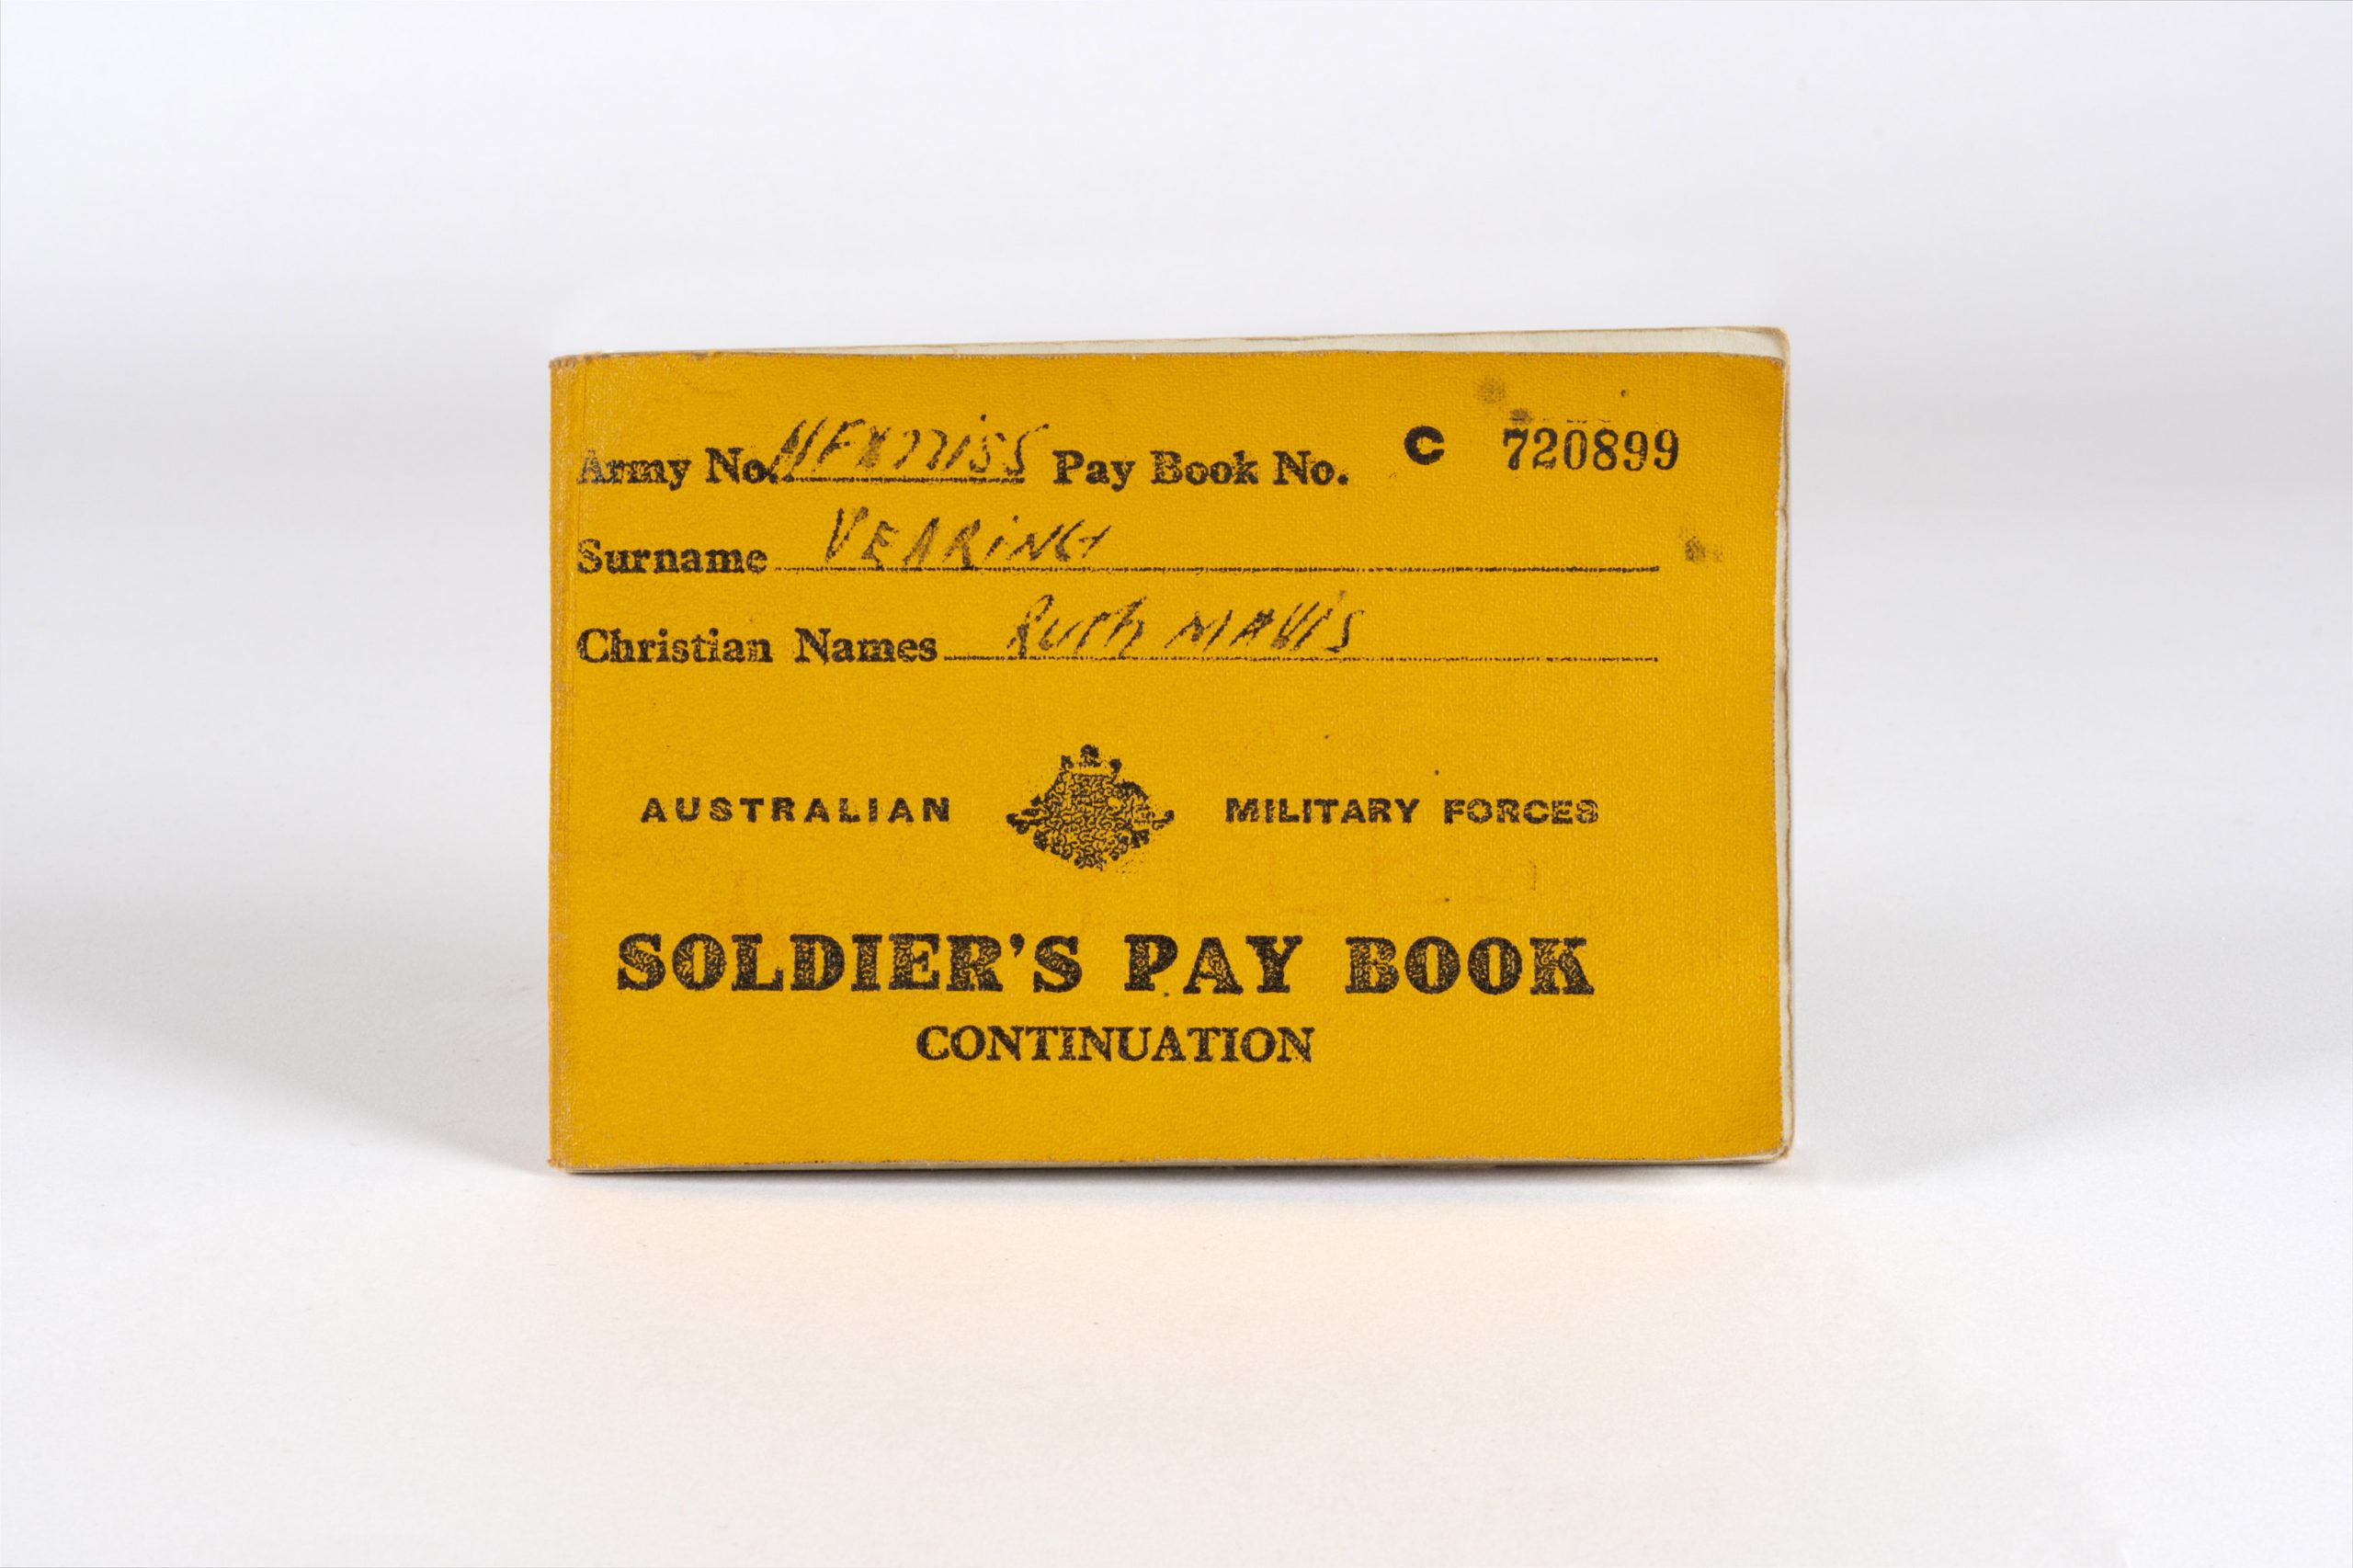 Army No. NFX77155 Pay Book No. C 720899
Surname VEARING
Christian Names Ruth MAVIS
AUSTRALIAN MILITARY FORCES
SOLDIER'S PAY BOOK
CONTINUATION